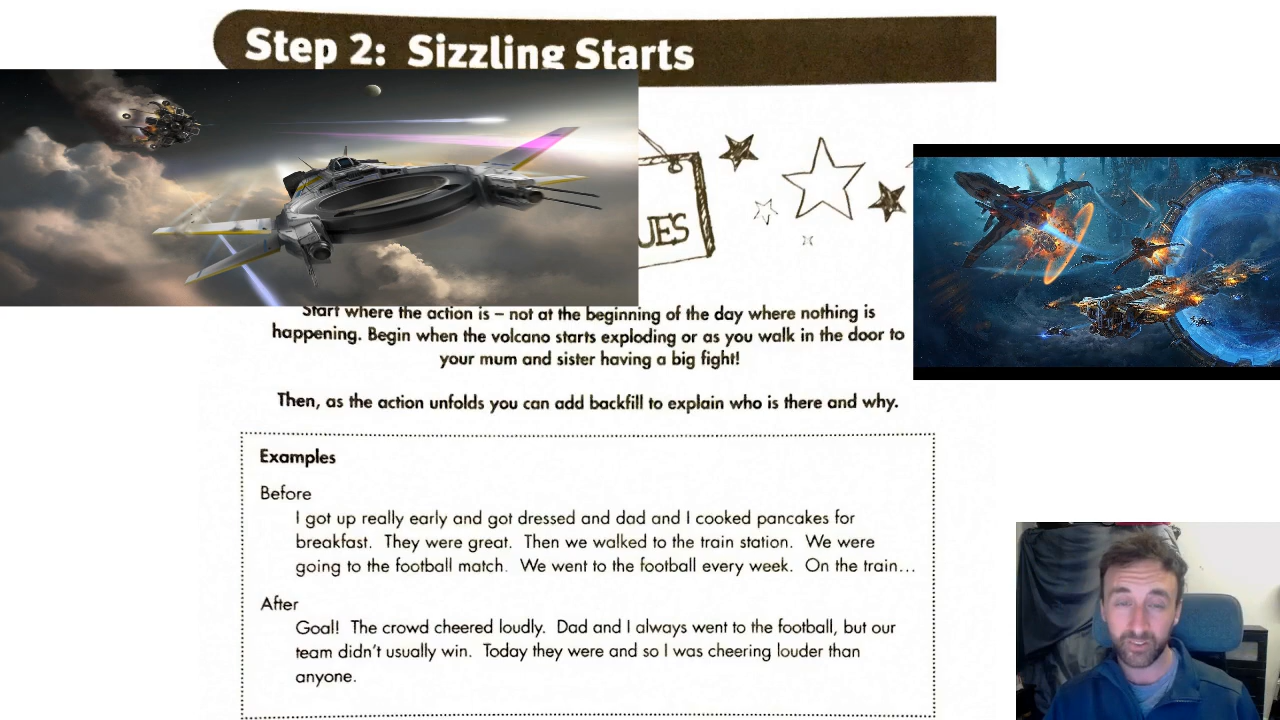 Step 2: Sizzling Starts
UES
Start where the action is – not at the beginning of the day where nothing is
happening. Begin when the volcano starts exploding or as you walk in the door to
your mum and sister having a big fight!
Then, as the action unfolds you can add backfill to explain who is there and why.
Examples
Before
I got up really early and got dressed and dad and I cooked pancakes for
breakfast. They were great. Then we walked to the train station. We were
going to the football match. We went to the football every week. On the train...
After
Goal! The crowd cheered loudly. Dad and I always went to the football, but our
team didn't usually win. Today they were and so I was cheering louder than
anyone.